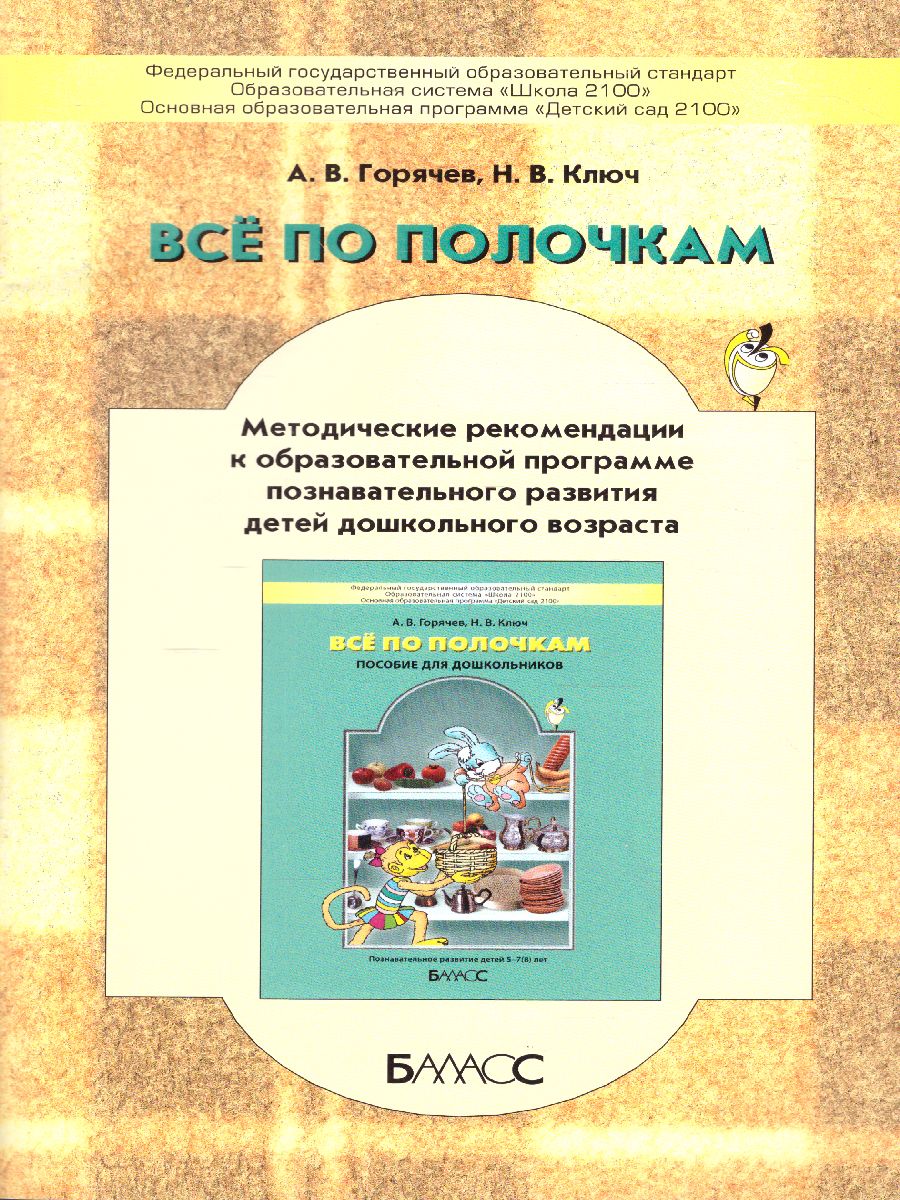 Федеральный государственный образовательный стандарт
Образовательная система «Школа 2100»
Основная образовательная программа «Детский сад 2100»
А. В. Горячев, Н. В. Ключ
ВСЁ ПО ПОЛОЧКАМ
Методические рекомендации
к образовательной программе
познавательного развития
детей дошкольного возраста
Федеральный государственный образовательный стандарт
Образовательная система «Школа 2100»
Основная образовательная программа «Детский сад 2100»
А. В. Горячев, Н. В. Ключ
ВСЁ ПО ПОЛОЧКАМ
ПОСОБИЕ ДЛЯ ДОШКОЛЬНИКОВ
Познавательное развитие детей 5–7(8) лет
БАЛАСС
БАЛАСС